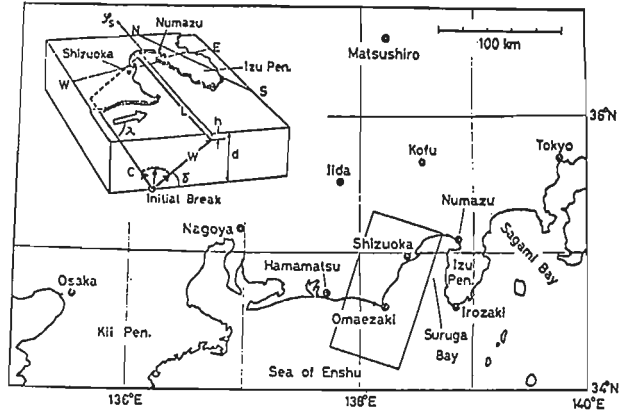 φs
N
Numazu
Shizuoka
E
Izu Pen.
W
S
L
h
λ
W
d
C
δ
Initial Break
Matsushiro
100 km
36°N
Kofu
Tokyo
Iida
Nagoya
Numazu
Shizuoka
Sagami Bay
Osaka
Hamamatsu
Izu Pen.
Omaezaki
Irozaki
Kii Pen.
Suruga Bay
Sea of Enshu
34°N
136°E
138°E
140°E